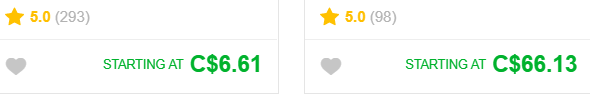 5.0 (293)
STARTING AT C$6.61
5.0 (98)
STARTING AT C$66.13